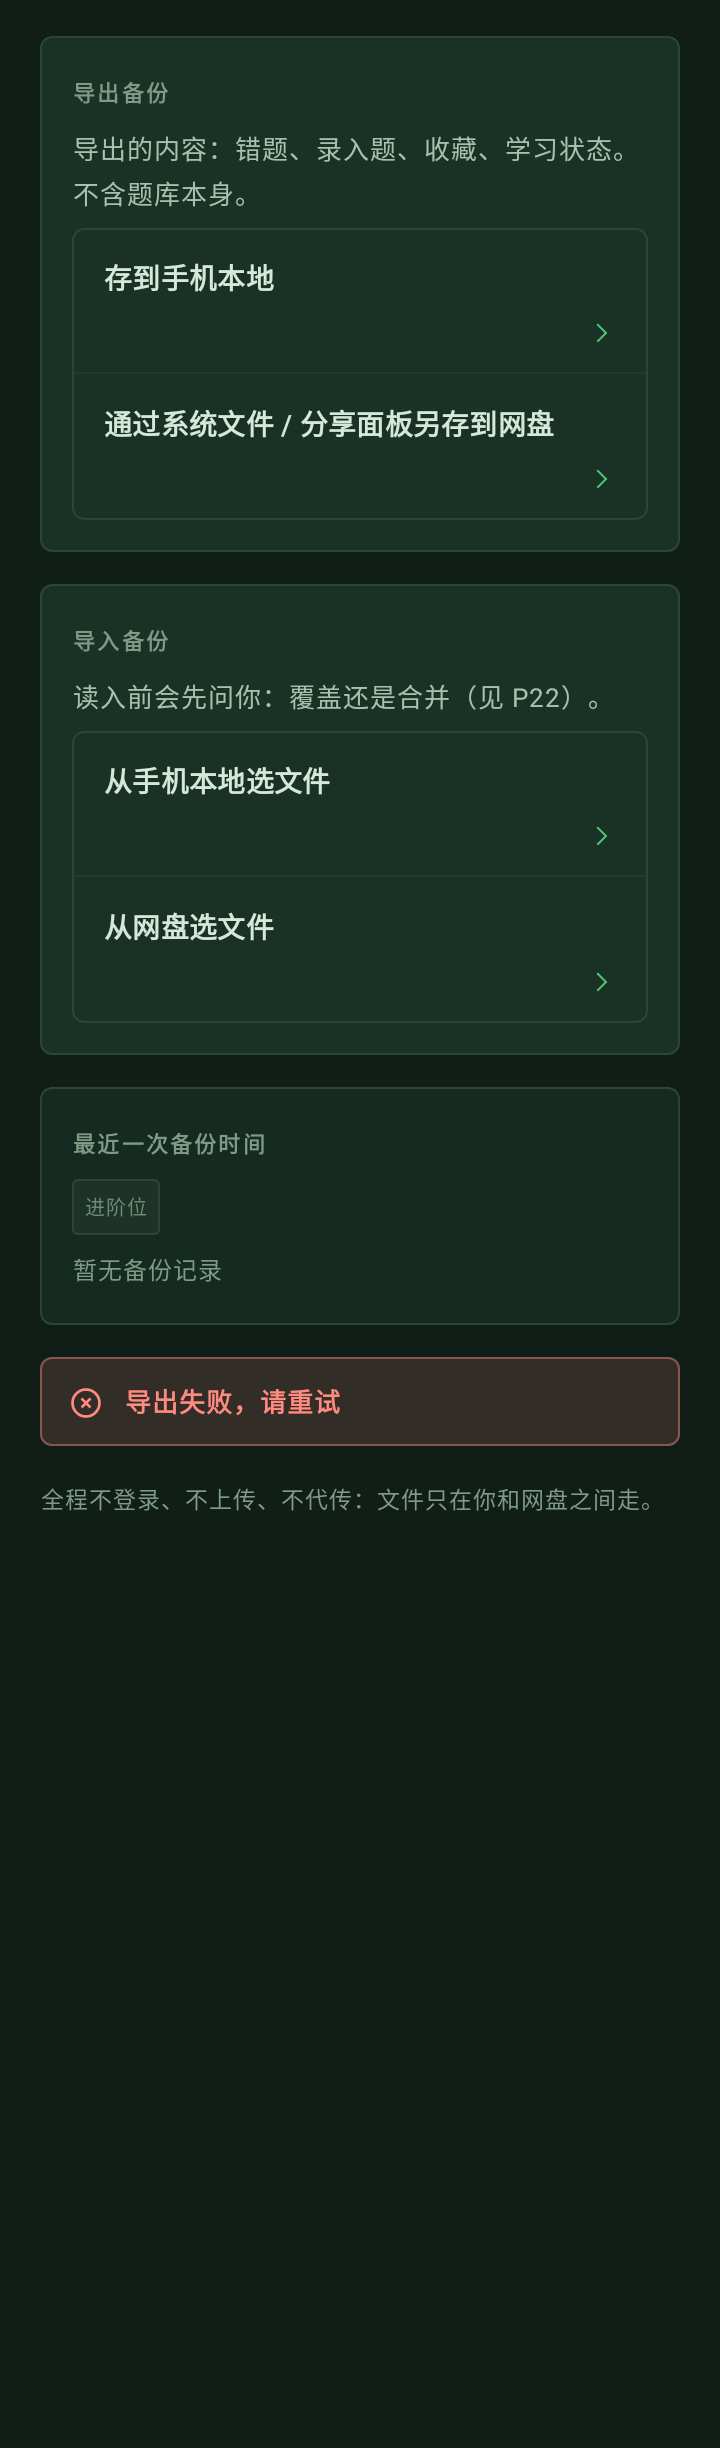 导出备份
导出的内容：错题、录入题、收藏、学习状态。
不含题库本身。
存到手机本地
通过系统文件 / 分享面板另存到网盘
导入备份
读入前会先问你：覆盖还是合并（见 P22）。
从手机本地选文件
从网盘选文件
最近一次备份时间
进阶位
暂无备份记录
导出失败，请重试
全程不登录、不上传、不代传：文件只在你和网盘之间走。